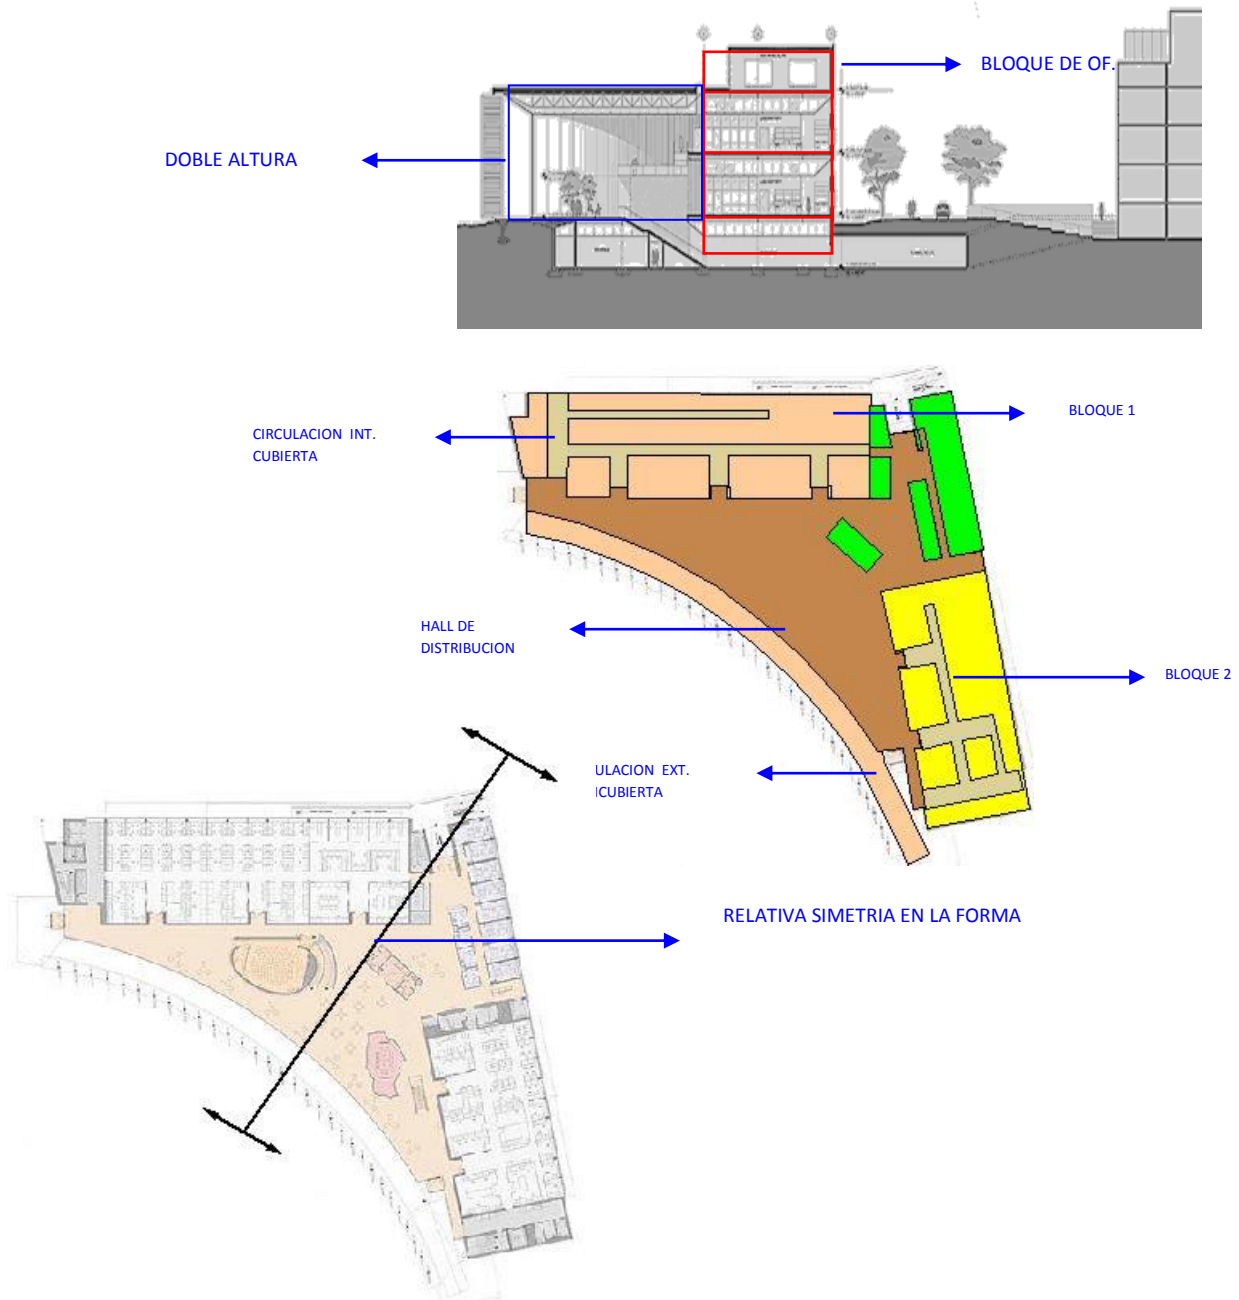 BLOQUE DE OF.
DOBLE ALTURA
BLOQUE 1
CIRCULACION INT.
CUBIERTA
HALL DE
DISTRIBUCION
BLOQUE 2
ULACION EXT.
CUBIERTA
RELATIVA SIMETRIA EN LA FORMA